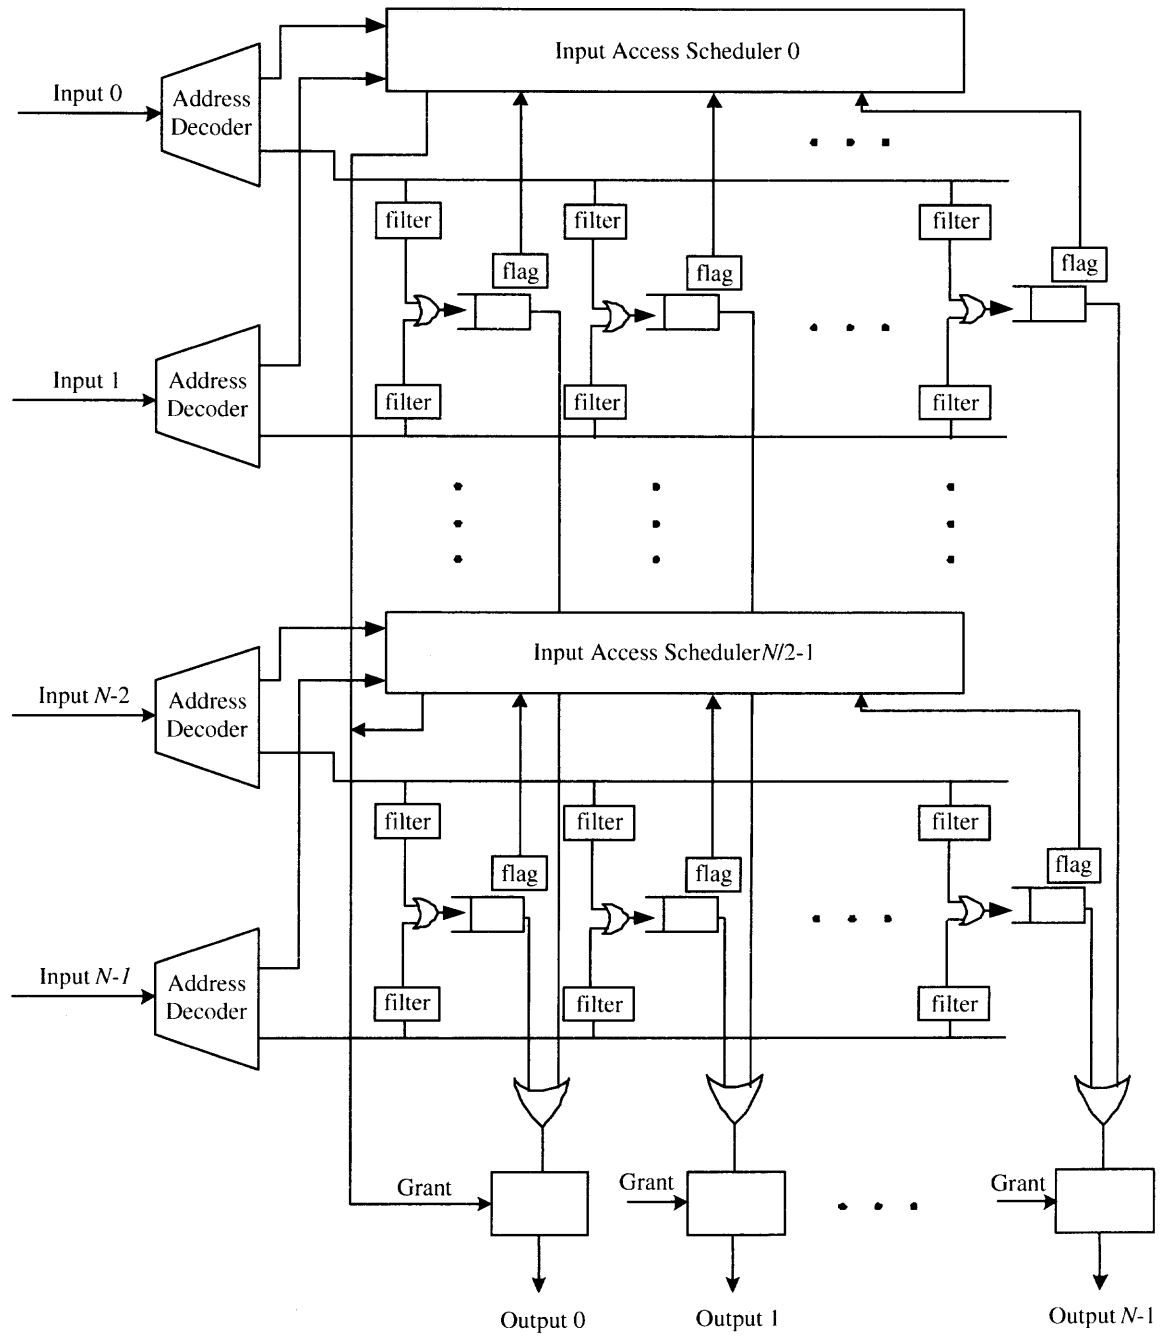 Input Access Scheduler 0
Input 0
Address
Decoder
filter
filter
filter
flag
flag
flag
Input 1
Address
Decoder
filter
filter
filter
Input Access Scheduler N/2-1
Input N-2
Address
Decoder
filter
filter
filter
flag
flag
flag
Input N-1
Address
Decoder
filter
filter
filter
Grant
Grant
Grant
Output 0
Output 1
Output N-1